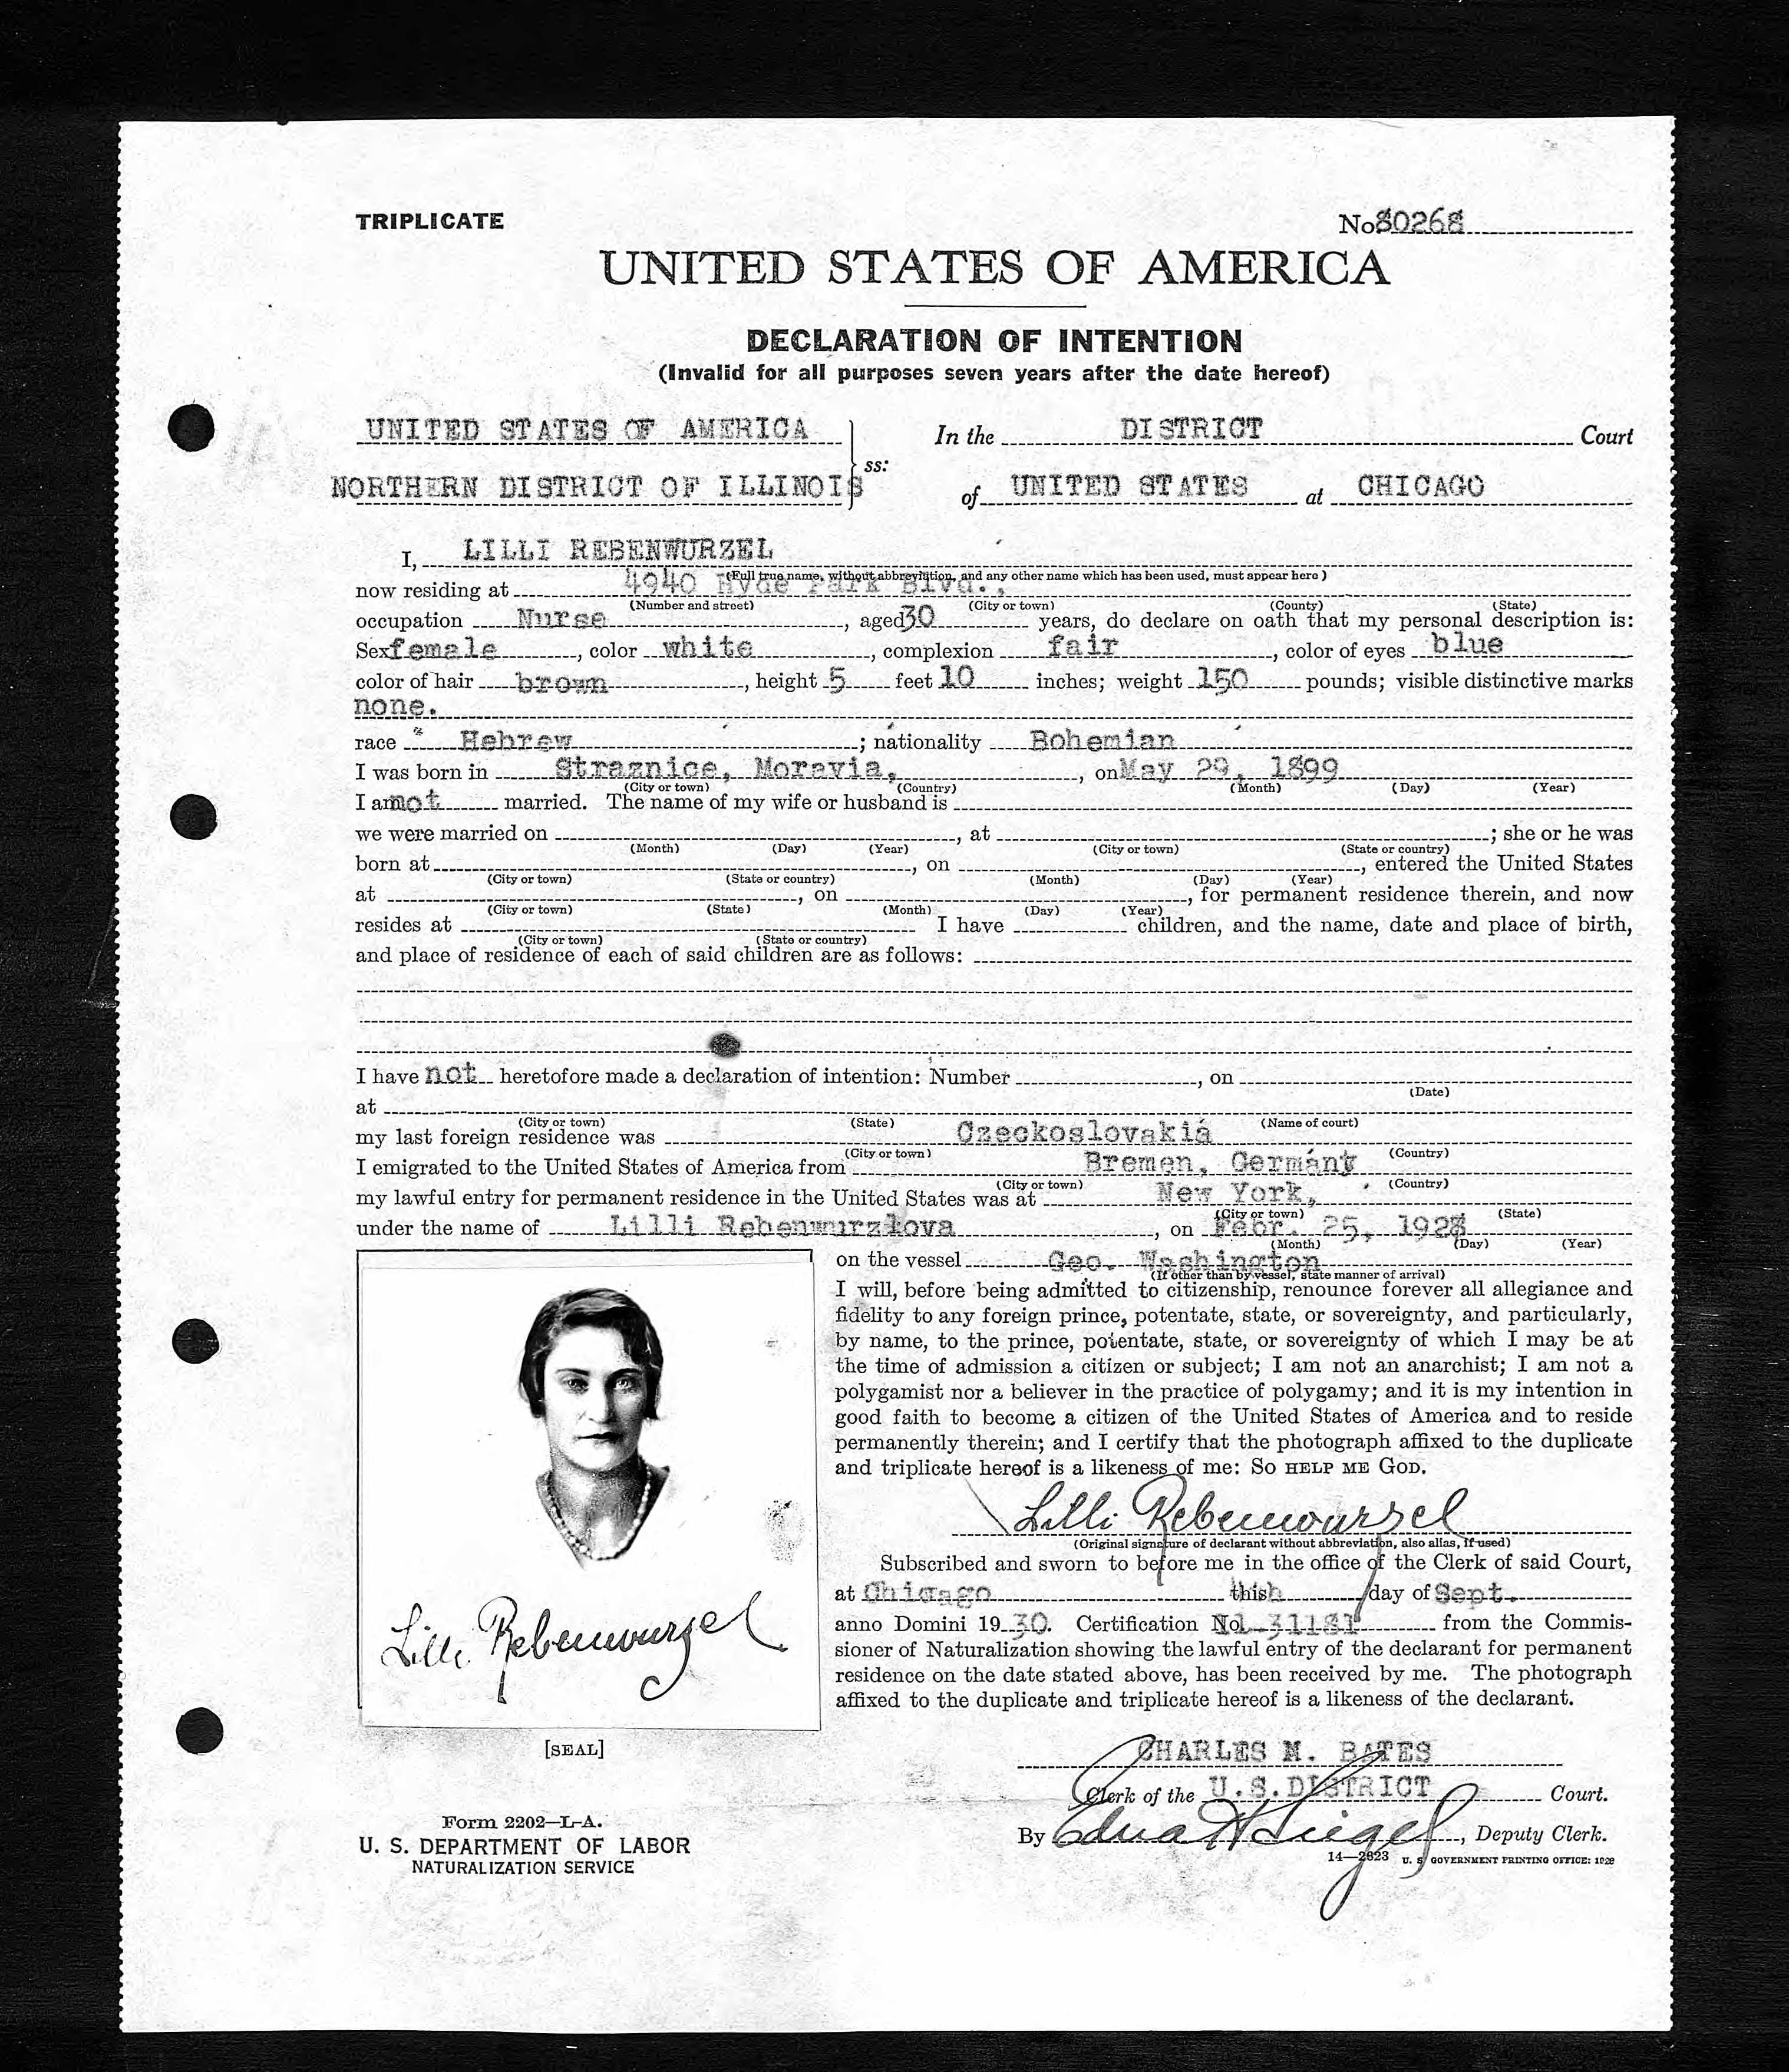 TRIPLICATE
No. 80268
UNITED STATES OF AMERICA
DECLARATION OF INTENTION
(Invalid for all purposes seven years after the date hereof)
UNITED STATES OF AMERICA In the DISTRICT Court
ss:
NORTHERN DISTRICT OF ILLINOIS of UNITED STATES at CHICAGO
I, LILLI REBENWURZEL
(Full true name, without abbreviation, and any other name which has been used, must appear here)
now residing at 4940 Hyde Park Blvd.,
(Number and street) (City or town) (County) (State)
occupation Nurse, aged 30 years, do declare on oath that my personal description is:
Sex female, color white, complexion fair, color of eyes blue
color of hair brown, height 5 feet 10 inches; weight 150 pounds; visible distinctive marks
none.
race Hebrew; nationality Bohemian
I was born in Straznice, Moravia, on May 29, 1899
(City or town) (Country) (Month) (Day) (Year)
I am not married. The name of my wife or husband is
we were married on , at ; she or he was
(Month) (Day) (Year) (City or town) (State or country)
born at , on , entered the United States
(City or town) (State or country) (Month) (Day) (Year)
at , on , for permanent residence therein, and now
(City or town) (State) (Month) (Day) (Year)
resides at I have children, and the name, date and place of birth,
(City or town) (State or country)
and place of residence of each of said children are as follows:
I have not heretofore made a declaration of intention: Number , on
(Date)
at
(City or town) (State) (Name of court)
my last foreign residence was Czeckoslovakia
(City or town) (Country)
I emigrated to the United States of America from Bremen, Germany
(City or town) (Country)
my lawful entry for permanent residence in the United States was at New York,
(City or town) (State)
under the name of Lilli Rebenwurzlova, on Febr. 25,
(Month) (Day) (Year)
on the vessel Geo. Washington
(If other than by vessel, state manner of arrival)
I will, before being admitted to citizenship, renounce forever all allegiance and
fidelity to any foreign prince, potentate, state, or sovereignty, and particularly,
by name, to the prince, potentate, state, or sovereignty of which I may be at
the time of admission a citizen or subject; I am not an anarchist; I am not a
polygamist nor a believer in the practice of polygamy; and it is my intention in
good faith to become a citizen of the United States of America and to reside
permanently therein; and I certify that the photograph affixed to the duplicate
and triplicate hereof is a likeness of me: So HELP ME GOD.
Lilli Rebenwurzel
(Original signature of declarant without abbreviation, also alias, if used)
Subscribed and sworn to before me in the office of the Clerk of said Court,
at Chicago this day of Sept.
anno Domini 1930. Certification No. 1-31181 from the Commis-
sioner of Naturalization showing the lawful entry of the declarant for permanent
residence on the date stated above, has been received by me. The photograph
affixed to the duplicate and triplicate hereof is a likeness of the declarant.
Lilli Rebenwurzel
[SEAL]
CHARLES M. BATES
Clerk of the U.S.DISTRICT Court.
By Edna H Siegel, Deputy Clerk.
14—2623 U. S. GOVERNMENT PRINTING OFFICE: 1929
Form 2202—L-A.
U. S. DEPARTMENT OF LABOR
NATURALIZATION SERVICE